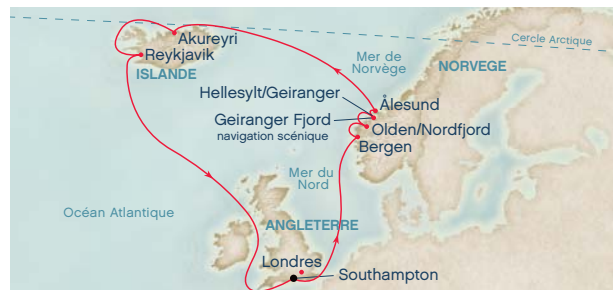 Cercle Arctique
Akureyri
Reykjavik
ISLANDE
Mer de
Norvège
NORVEGE
Hellesylt/Geiranger
Ålesund
Geiranger Fjord
navigation scénique
Olden/Nordfjord
Bergen
Mer du
Nord
Océan Atlantique
ANGLETERRE
Londres
Southampton